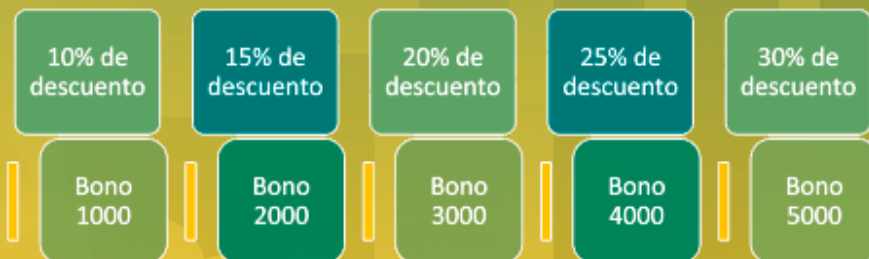 10% de
descuento
15% de
descuento
20% de
descuento
25% de
descuento
30% de
descuento
Bono
1000
Bono
2000
Bono
3000
Bono
4000
Bono
5000